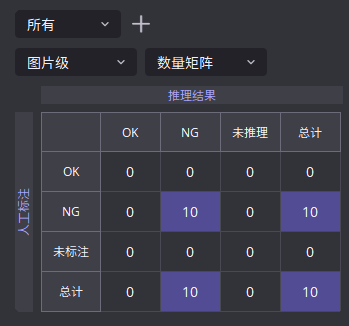 所有
图片级 数量矩阵
推理结果
人工标注
OK NG 未推理 总计
OK 0 0 0 0
NG 0 10 0 10
未标注 0 0 0 0
总计 0 10 0 10